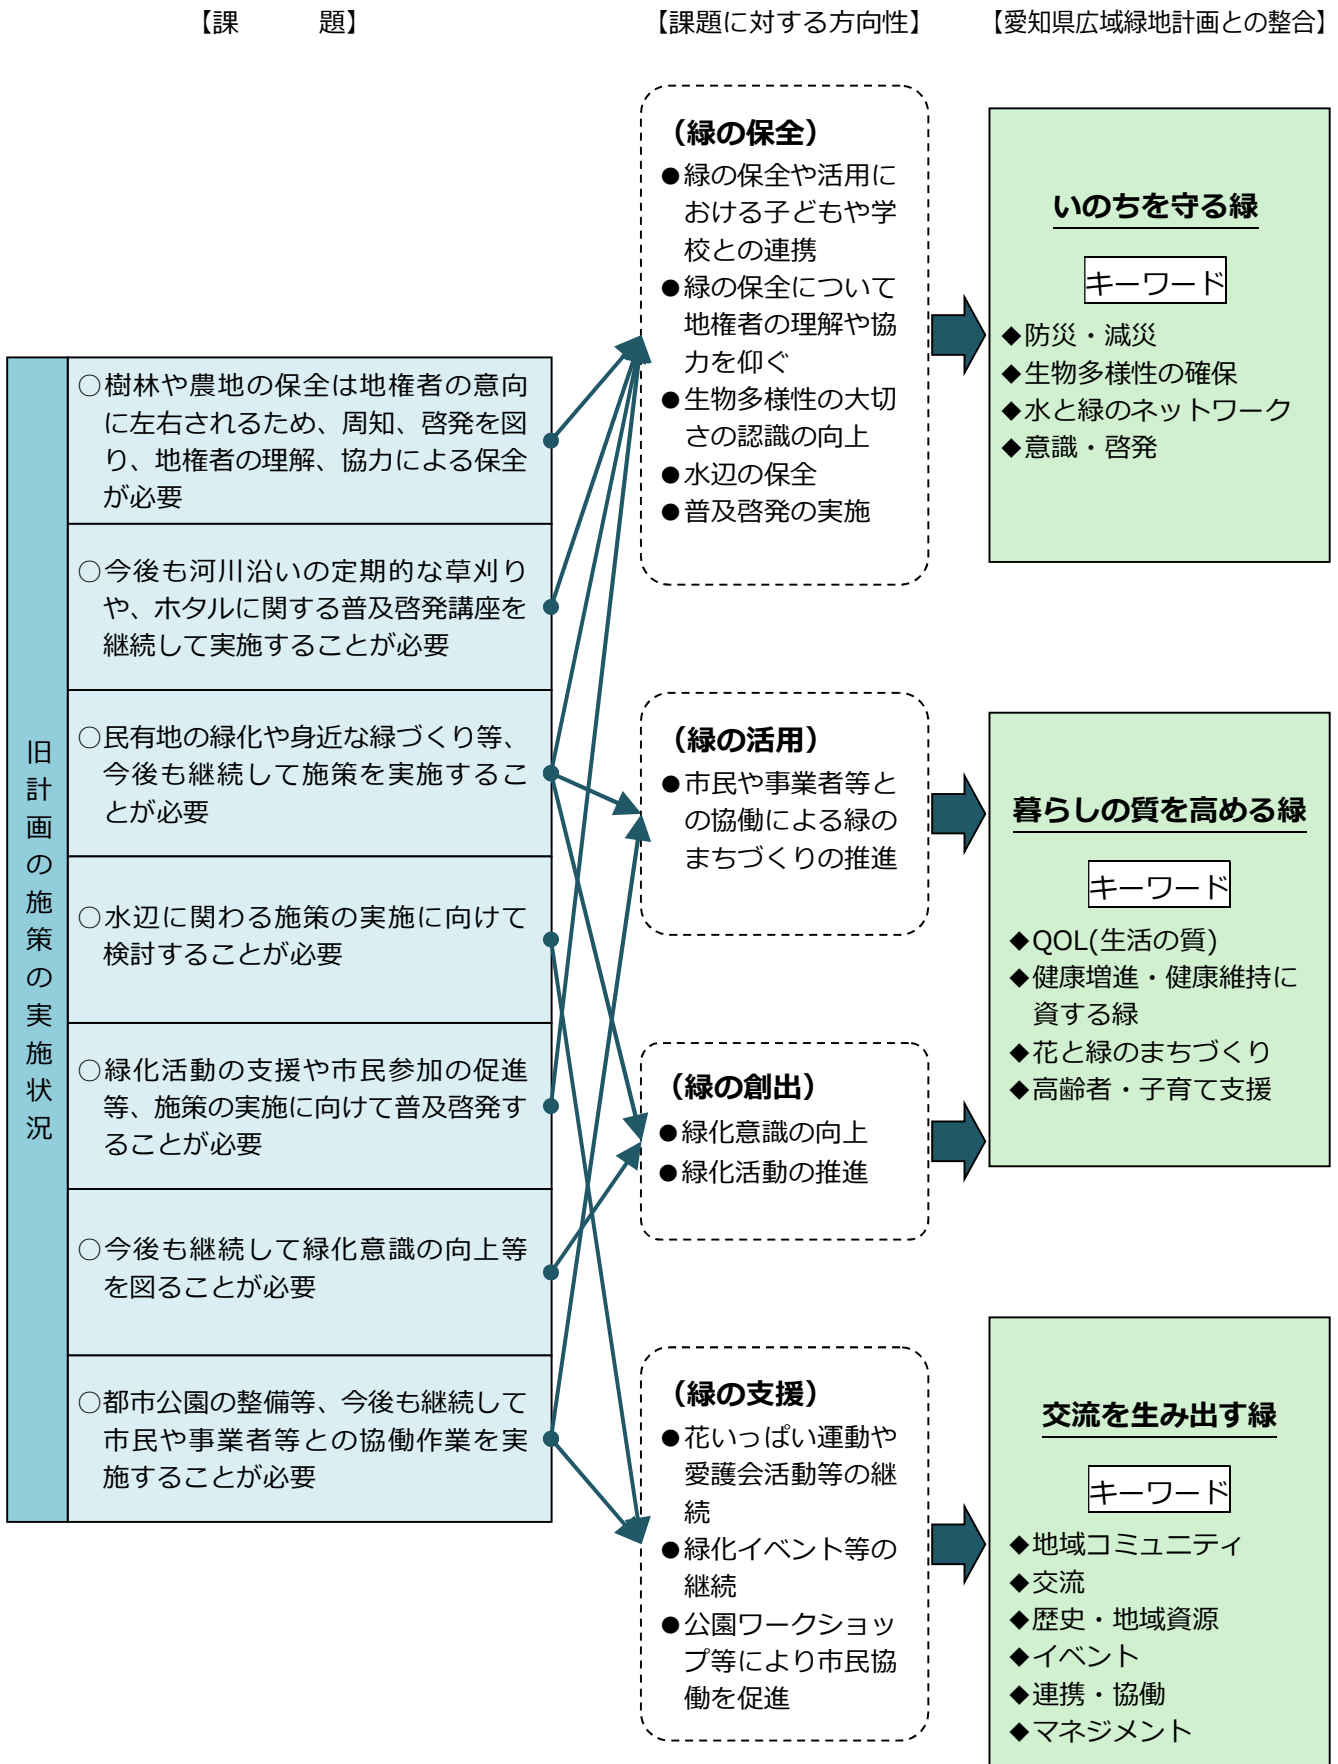 【課　　　題】
【課題に対する方向性】
【愛知県広域緑地計画との整合】
旧計画の施策の実施状況
○樹林や農地の保全は地権者の意向
に左右されるため、周知、啓発を図
り、地権者の理解、協力による保全
が必要
○今後も河川沿いの定期的な草刈り
や、ホタルに関する普及啓発講座を
継続して実施することが必要
○民有地の緑化や身近な緑づくり等、
今後も継続して施策を実施するこ
とが必要
○水辺に関わる施策の実施に向けて
検討することが必要
○緑化活動の支援や市民参加の促進
等、施策の実施に向けて普及啓発す
ることが必要
○今後も継続して緑化意識の向上等
を図ることが必要
○都市公園の整備等、今後も継続して
市民や事業者等との協働作業を実
施することが必要
（緑の保全）
●緑の保全や活用に
おける子どもや学
校との連携
●緑の保全について
地権者の理解や協
力を仰ぐ
●生物多様性の大切
さの認識の向上
●水辺の保全
●普及啓発の実施
（緑の活用）
●市民や事業者等と
の協働による緑の
まちづくりの推進
（緑の創出）
●緑化意識の向上
●緑化活動の推進
（緑の支援）
●花いっぱい運動や
愛護会活動等の継
続
●緑化イベント等の
継続
●公園ワークショッ
プ等により市民協
働を促進
いのちを守る緑
キーワード
◆防災・減災
◆生物多様性の確保
◆水と緑のネットワーク
◆意識・啓発
暮らしの質を高める緑
キーワード
◆QOL(生活の質)
◆健康増進・健康維持に
資する緑
◆花と緑のまちづくり
◆高齢者・子育て支援
交流を生み出す緑
キーワード
◆地域コミュニティ
◆交流
◆歴史・地域資源
◆イベント
◆連携・協働
◆マネジメント